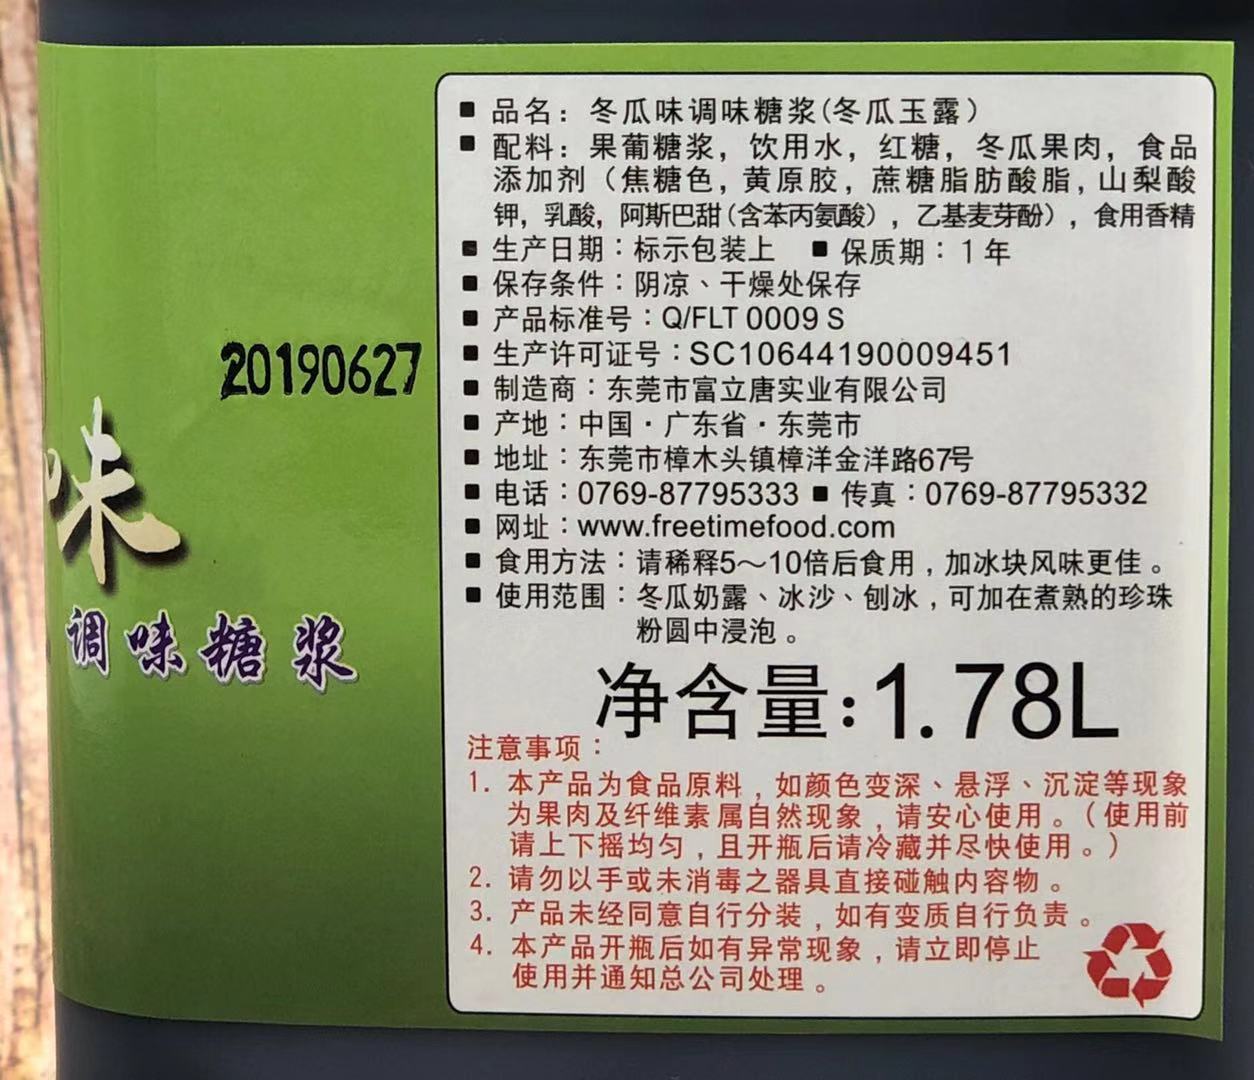 品名：冬瓜味调味糖浆(冬瓜玉露）
配料：果葡糖浆，饮用水，红糖，冬瓜果肉，食品
添加剂（焦糖色，黄原胶，蔗糖脂肪酸脂，山梨酸
钾，乳酸，阿斯巴甜（含苯丙氨酸），乙基麦芽酚），食用香精
生产日期：标示包装上 保质期：1年
保存条件：阴凉、干燥处保存
产品标准号：Q/FLT 0009 S
生产许可证号：SC10644190009451
制造商：东莞市富立唐实业有限公司
产地：中国·广东省·东莞市
地址：东莞市樟木头镇樟洋金洋路67号
电话：0769-87795333 传真：0769-87795332
网址：www.freetimefood.com
食用方法：请稀释5～10倍后食用，加冰块风味更佳。
使用范围：冬瓜奶露、冰沙、刨冰，可加在煮熟的珍珠
粉圆中浸泡。
净含量：1.78L
注意事项：
1. 本产品为食品原料，如颜色变深、悬浮、沉淀等现象
为果肉及纤维素属自然现象，请安心使用。（使用前
请上下摇均匀，且开瓶后请冷藏并尽快使用。）
2. 请勿以手或未消毒之器具直接碰触内容物。
3. 产品未经同意自行分装，如有变质自行负责。
4. 本产品开瓶后如有异常现象，请立即停止
使用并通知总公司处理。
20190627
味
调味糖浆